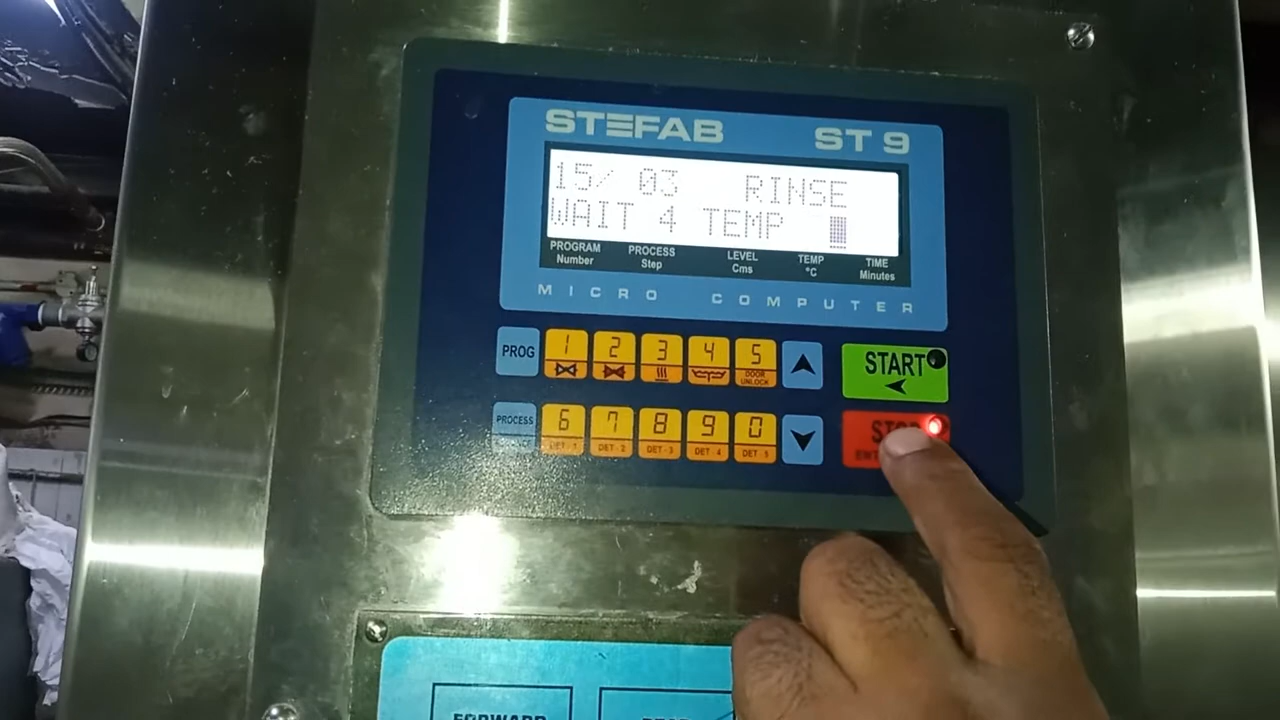 STEFAB ST 9
15/ 03 RINSE
WAIT 4 TEMP
PROGRAM Number
PROCESS Step
LEVEL Cms
TEMP °C
TIME Minutes
MICRO COMPUTER
PROG 1 2 3 4 5 START
DOOR UNLOCK
PROCESS 6 7 8 9 0
DET - 1 DET - 2 DET - 3 DET - 4 DET - 5
FORWARD